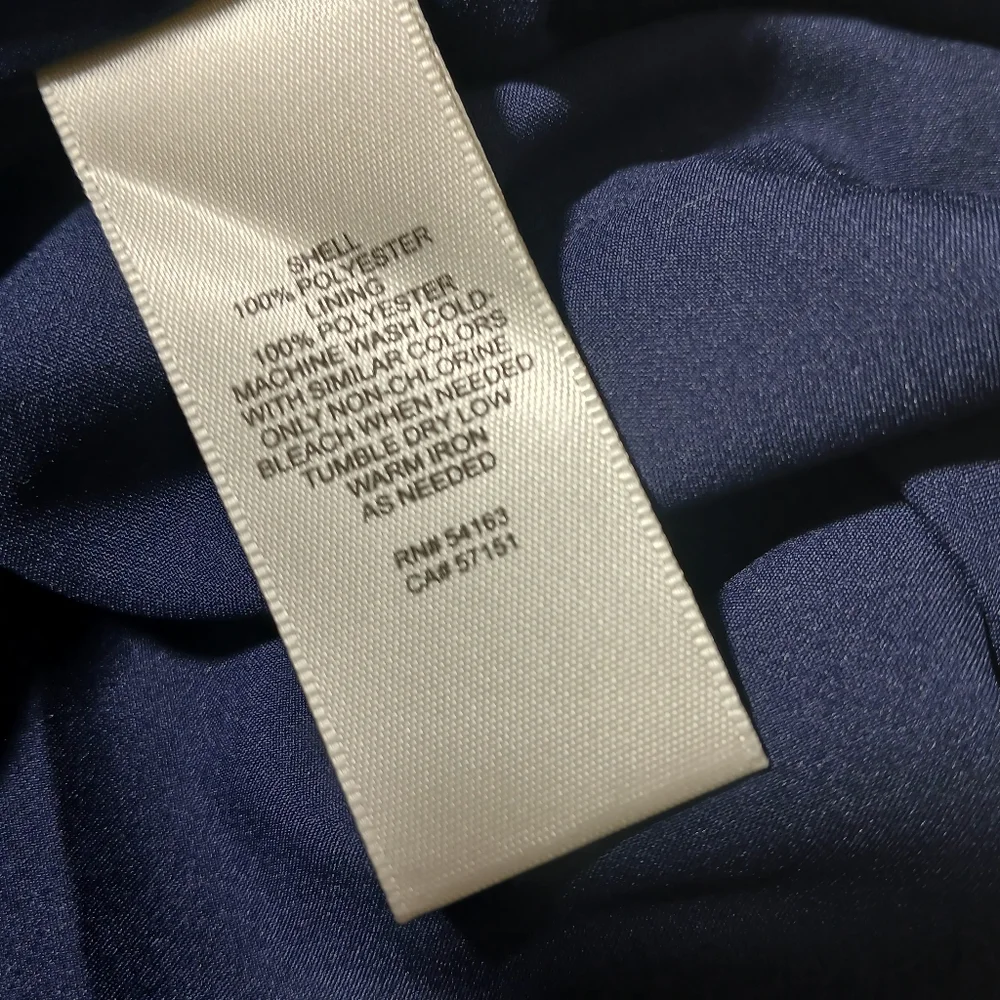 SHELL
100% POLYESTER
LINING
100% POLYESTER
MACHINE WASH COLD-
WITH SIMILAR COLORS
ONLY NON-CHLORINE
BLEACH WHEN NEEDED
TUMBLE DRY LOW
WARM IRON
AS NEEDED
RN# 54163
CA# 57151